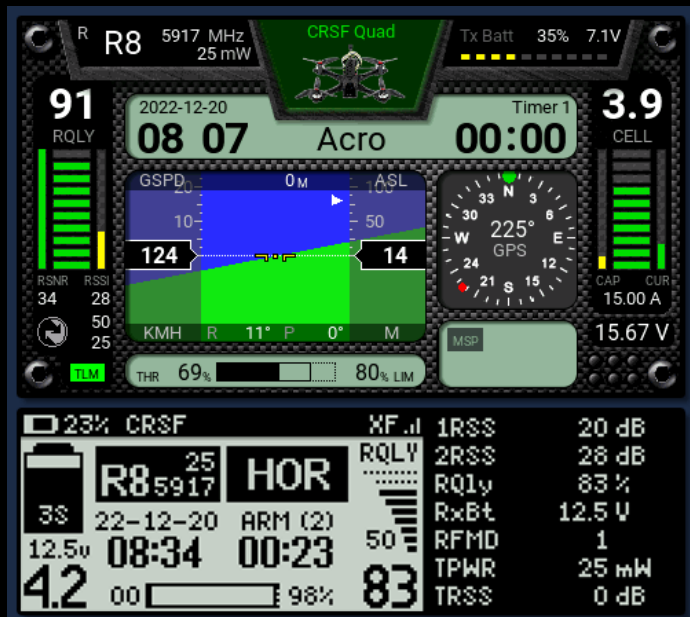 R R8 5917 MHz CRSF Quad Tx Batt 35% 7.1V
25 mW
91 2022-12-20 Timer 1 3.9
RQLY 08 07 Acro 00:00 CELL
GSPD 0M ASL
20 100
10 50
124 14
KMH R 11° P 0° M
N 3 6 E 12 15 S 21 24 W 30 33
225°
GPS
RSNR RSSI CAP CUR
34 28 15.00 A
50
25 15.67 V
MSP
TLM THR 69% 80% LIM
23% CRSF XF
R8 25 HOR RQLY
5917
3S 22-12-20 ARM (2)
12.5v 08:34 00:23 50
4.2 00 98% 83
1RSS 20 dB
2RSS 28 dB
RQly 83 %
RxBt 12.5 V
RFMD 1
TPWR 25 mW
TRSS 0 dB